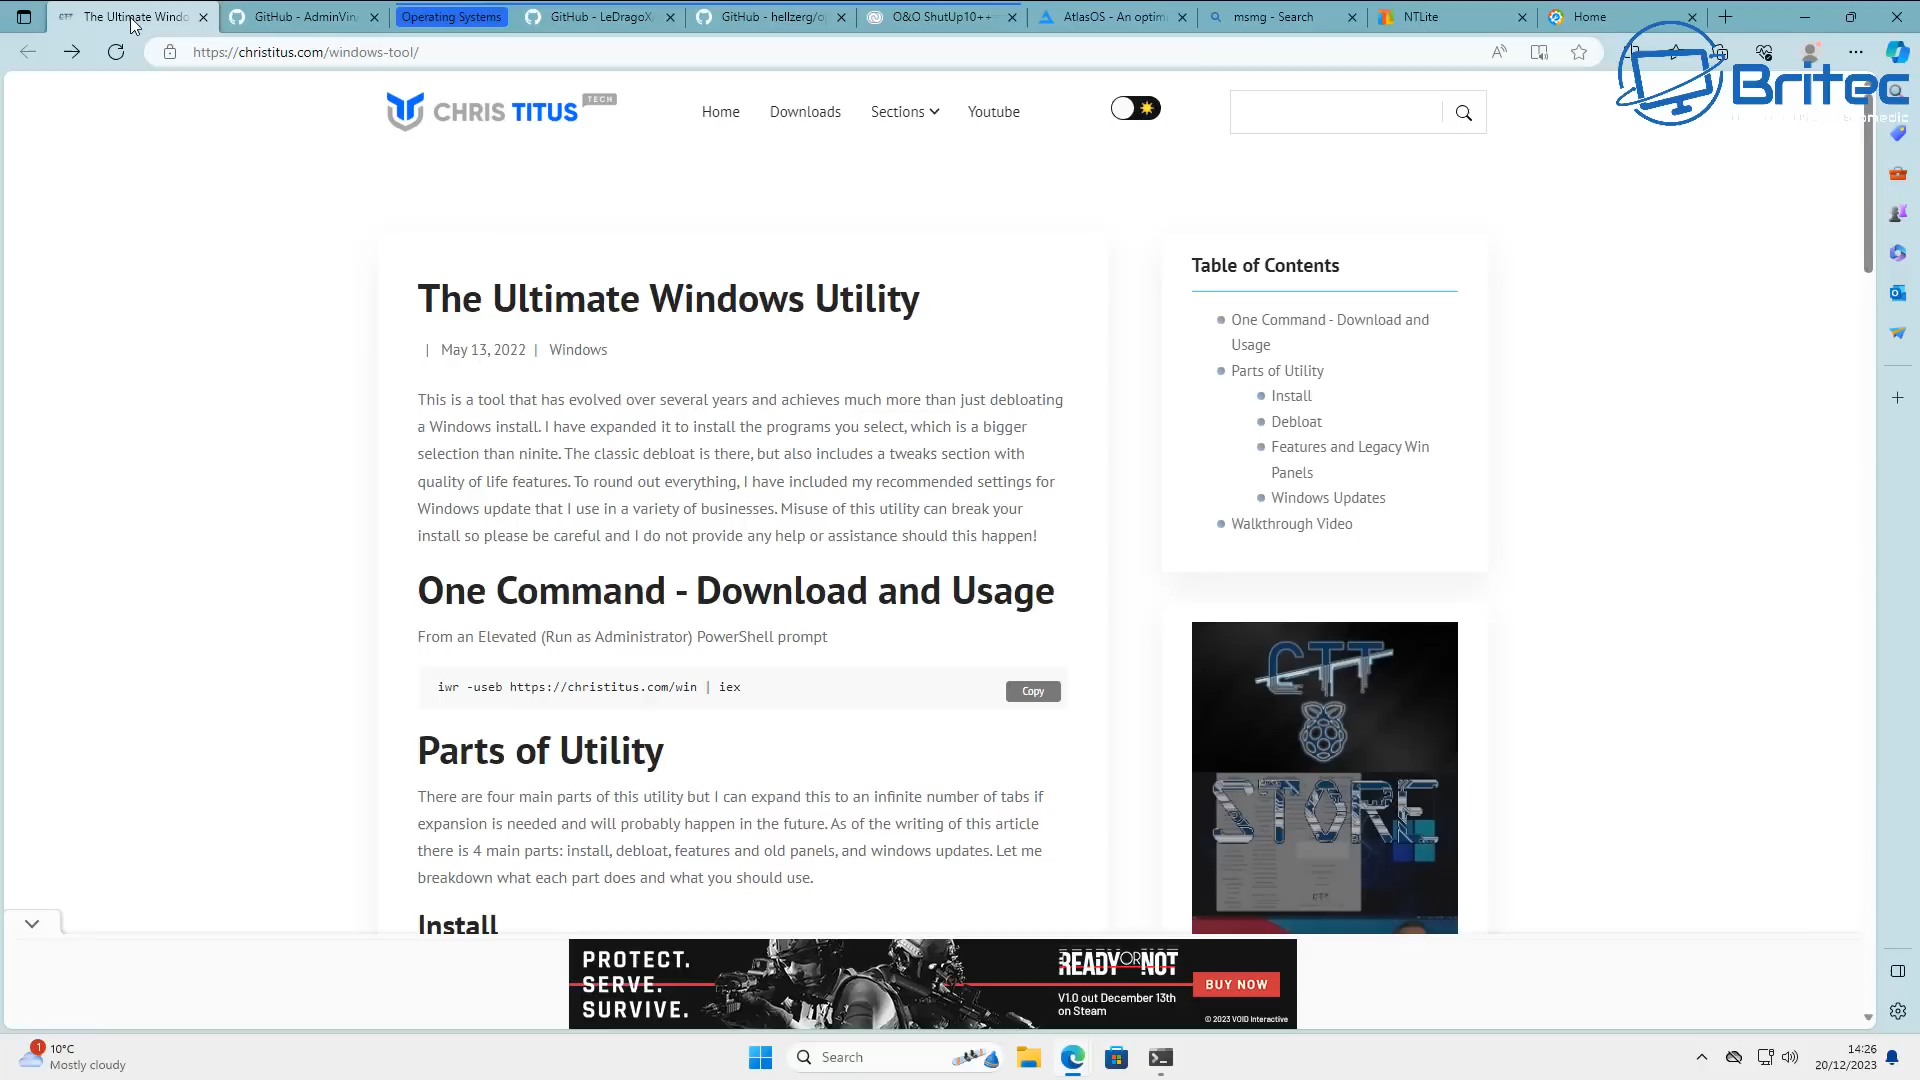 The Ultimate Windo
GitHub - AdminVin
Operating Systems
GitHub - LeDragoX
GitHub - hellzerg/o
O&O ShutUp10++
AtlasOS - An optim
msmg - Search
NTLite
Home
https://christitus.com/windows-tool/
Britec
CHRIS TITUS TECH
Home
Downloads
Sections
Youtube
The Ultimate Windows Utility
| May 13, 2022 | Windows
This is a tool that has evolved over several years and achieves much more than just debloating
a Windows install. I have expanded it to install the programs you select, which is a bigger
selection than ninite. The classic debloat is there, but also includes a tweaks section with
quality of life features. To round out everything, I have included my recommended settings for
Windows update that I use in a variety of businesses. Misuse of this utility can break your
install so please be careful and I do not provide any help or assistance should this happen!
One Command - Download and Usage
From an Elevated (Run as Administrator) PowerShell prompt
iwr -useb https://christitus.com/win | iex
Copy
Parts of Utility
There are four main parts of this utility but I can expand this to an infinite number of tabs if
expansion is needed and will probably happen in the future. As of the writing of this article
there is 4 main parts: install, debloat, features and old panels, and windows updates. Let me
breakdown what each part does and what you should use.
Install
Table of Contents
One Command - Download and
Usage
Parts of Utility
Install
Debloat
Features and Legacy Win
Panels
Windows Updates
Walkthrough Video
CTT
STORE
PROTECT.
SERVE.
SURVIVE.
READY OR NOT
V1.0 out December 13th
on Steam
BUY NOW
© 2023 VOID Interactive
1
10°C
Mostly cloudy
Search
14:26
20/12/2023